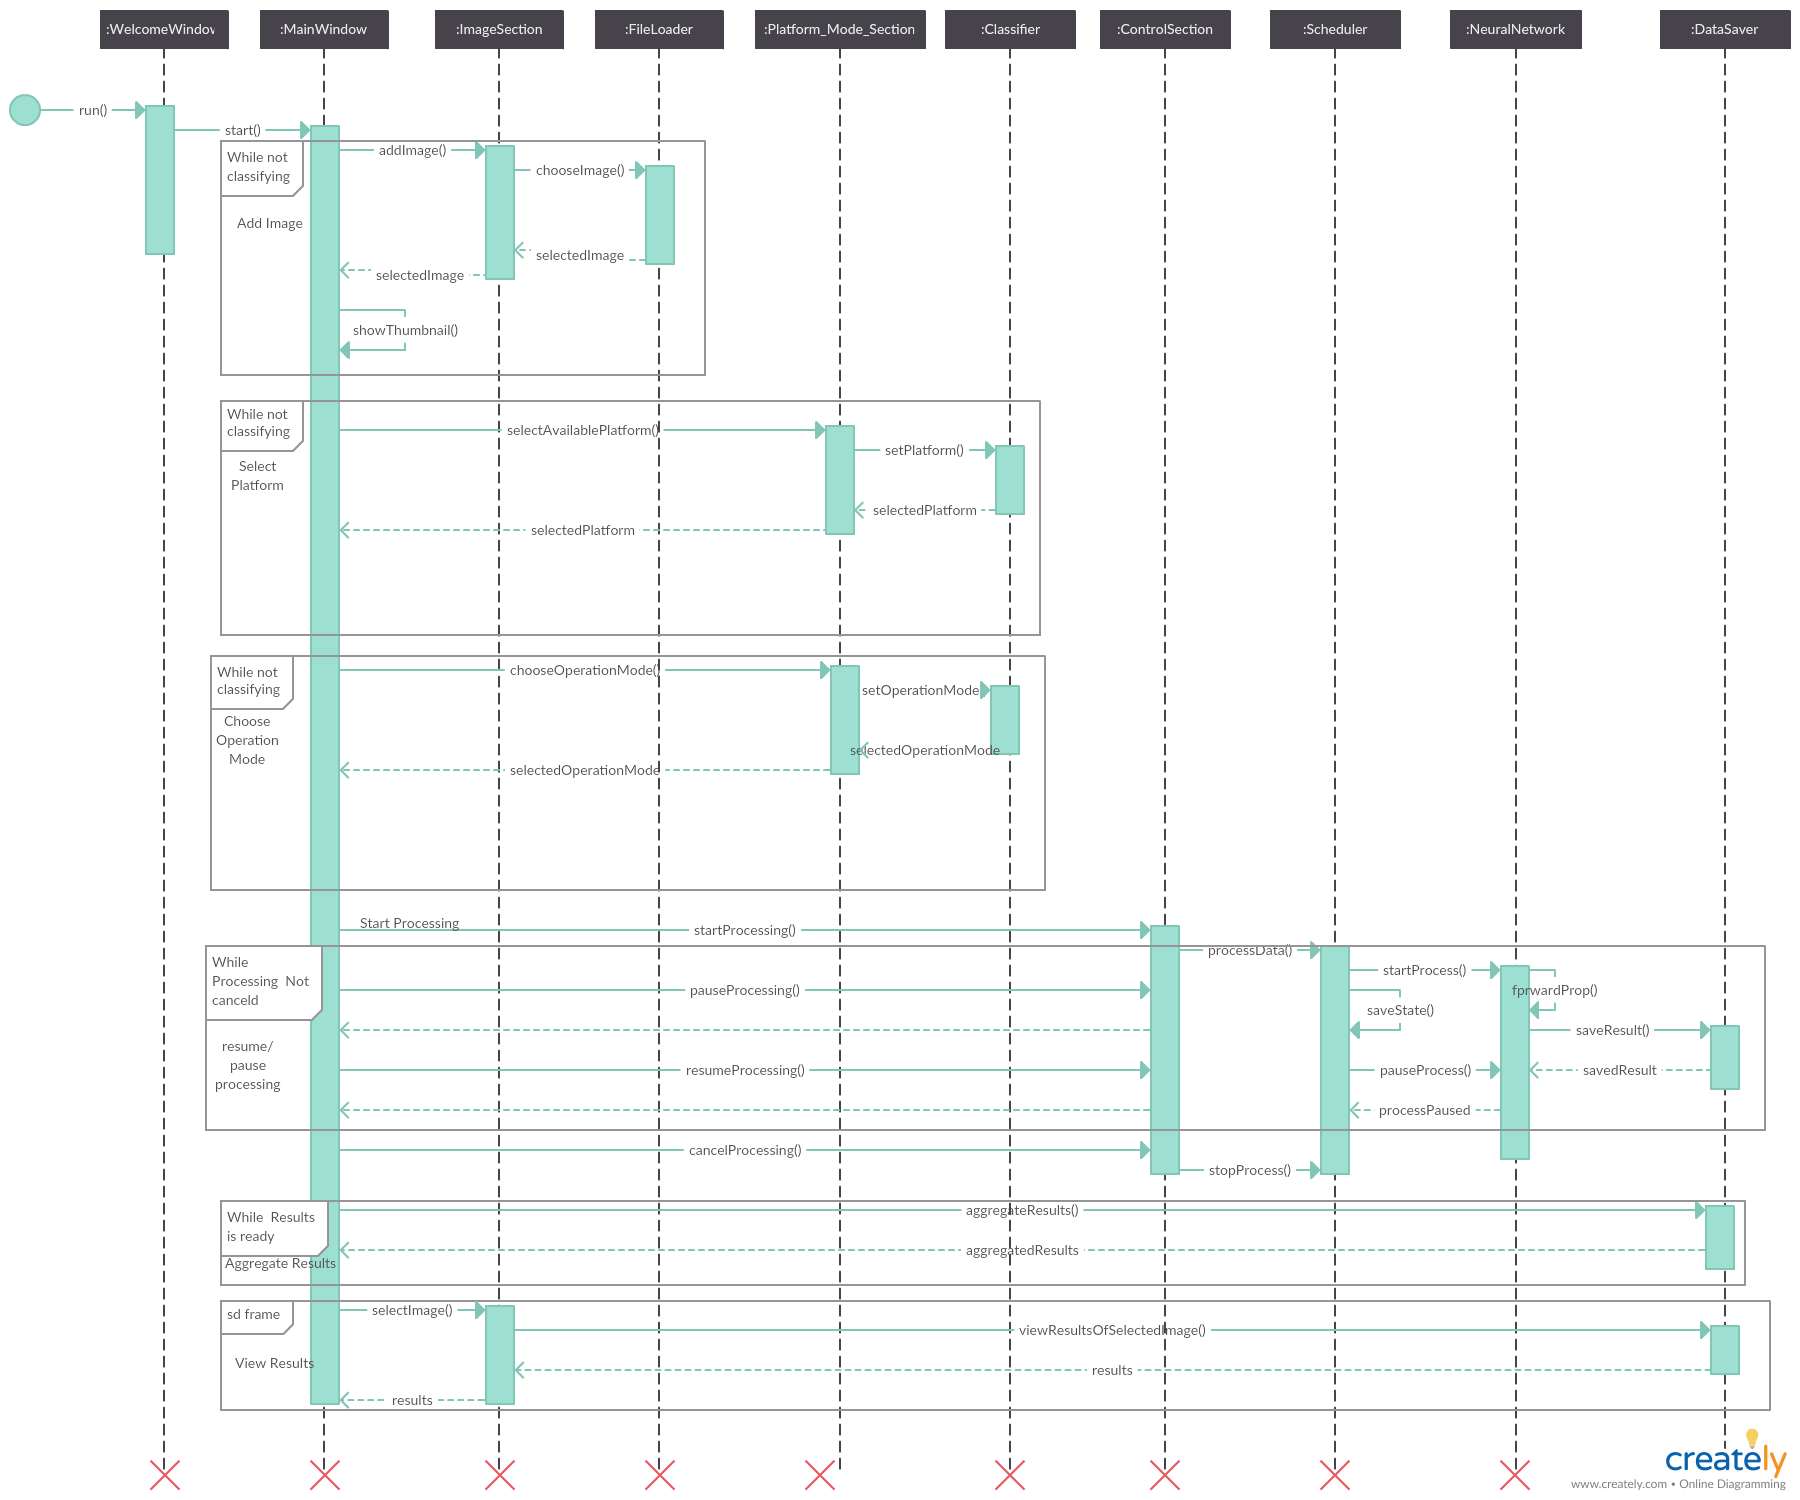 :WelcomeWindow
:MainWindow
:ImageSection
:FileLoader
:Platform_Mode_Section
:Classifier
:ControlSection
:Scheduler
:NeuralNetwork
:DataSaver
run()
start()
While not
classifying
Add Image
addImage()
chooseImage()
selectedImage
selectedImage
showThumbnail()
While not
classifying
Select
Platform
selectAvailablePlatform()
setPlatform()
selectedPlatform
selectedPlatform
While not
classifying
Choose
Operation
Mode
chooseOperationMode()
setOperationMode
selectedOperationMode
selectedOperationMode
Start Processing
startProcessing()
processData()
While
Processing Not
canceld
resume/
pause
processing
startProcess()
pauseProcessing()
fprwardProp()
saveState()
saveResult()
resumeProcessing()
pauseProcess()
savedResult
processPaused
cancelProcessing()
stopProcess()
While Results
is ready
Aggregate Results
aggregateResults()
aggregatedResults
sd frame
View Results
selectImage()
viewResultsOfSelectedImage()
results
results
creately
www.creately.com • Online Diagramming